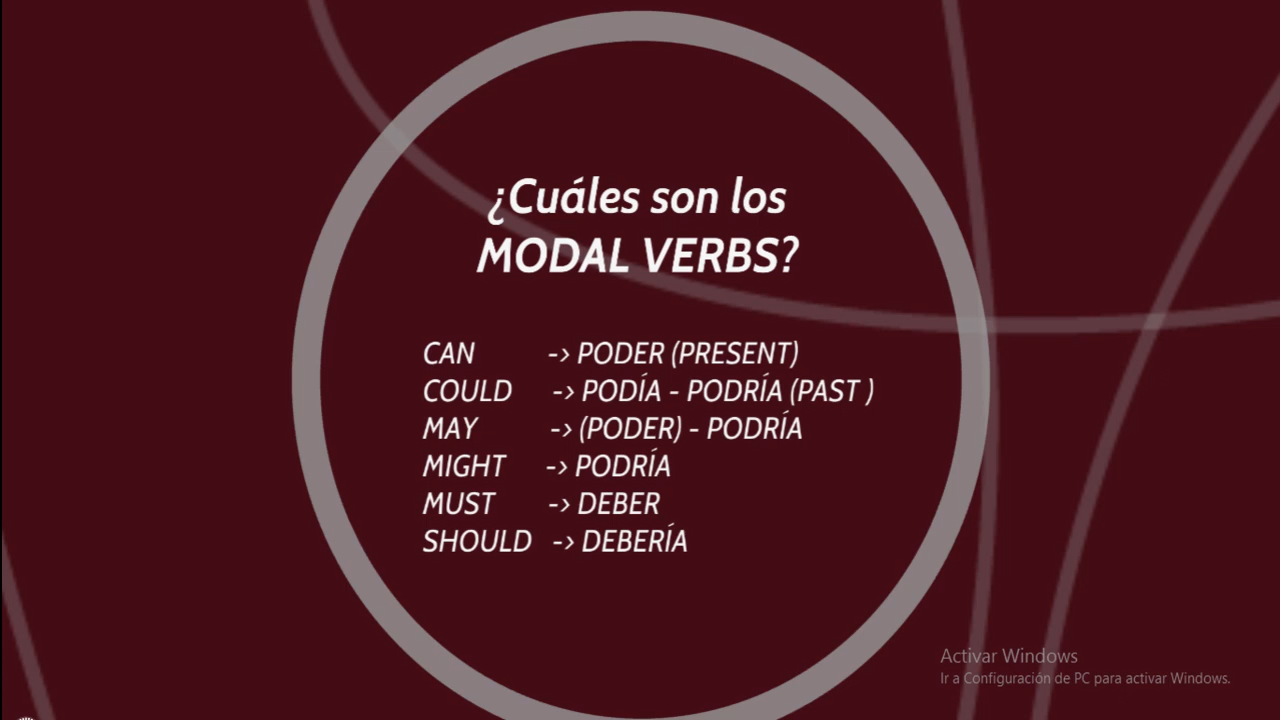 ¿Cuáles son los
MODAL VERBS?
CAN -> PODER (PRESENT)
COULD -> PODÍA - PODRÍA (PAST )
MAY -> (PODER) - PODRÍA
MIGHT -> PODRÍA
MUST -> DEBER
SHOULD -> DEBERÍA
Activar Windows
Ir a Configuración de PC para activar Windows.